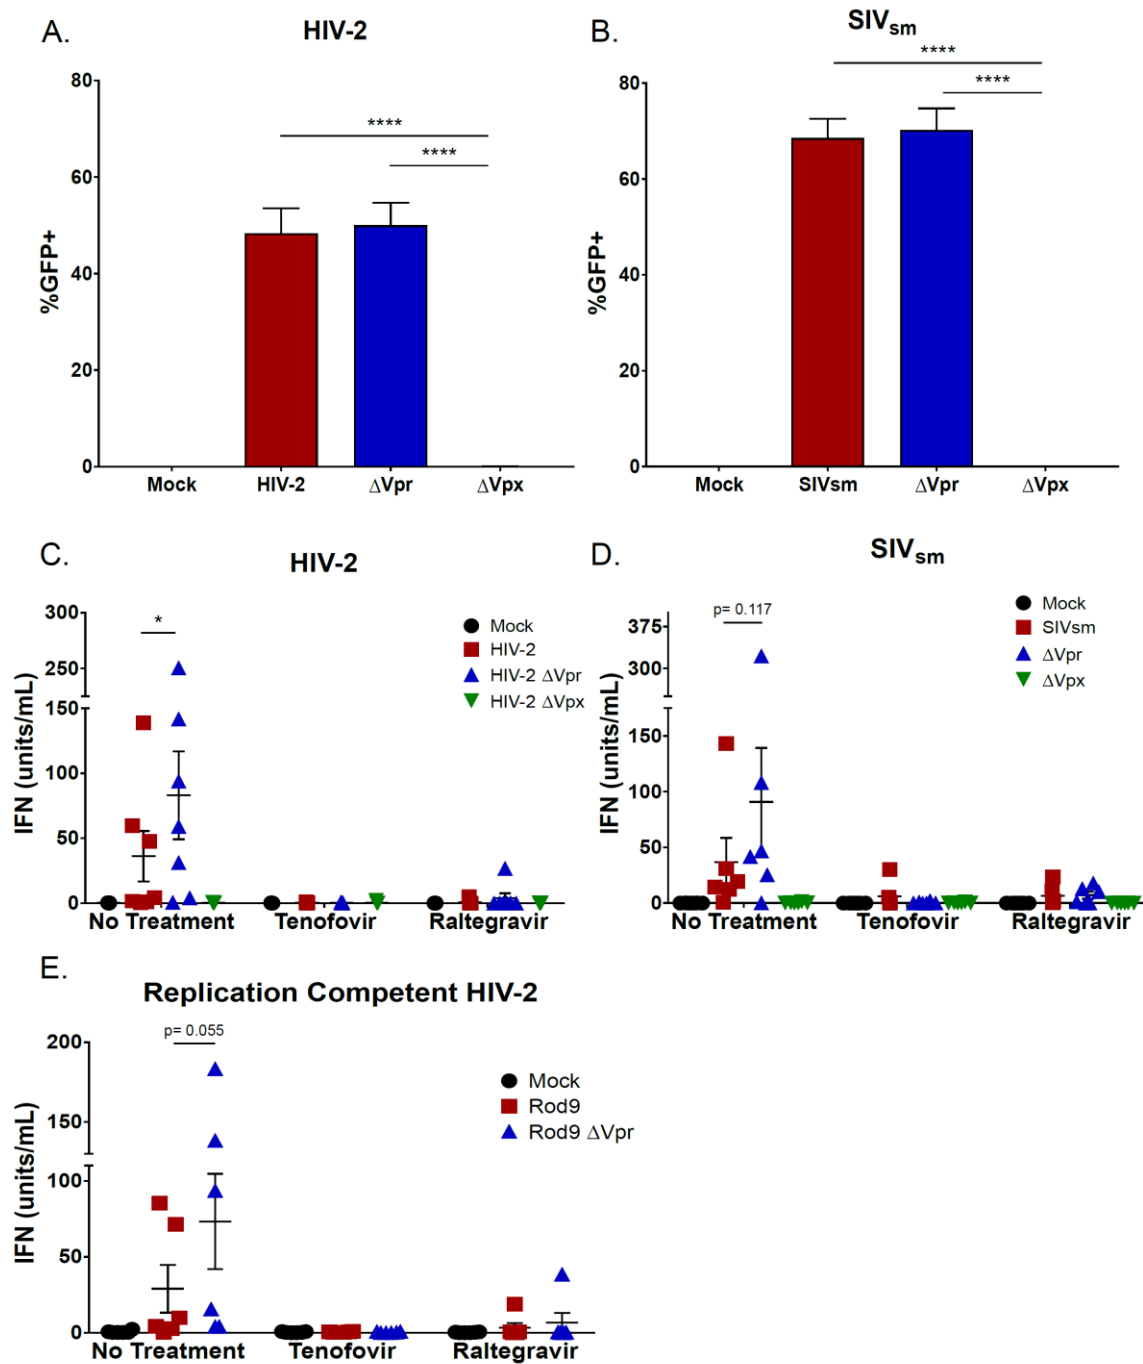 A.
HIV-2
80
60
40
20
0
%GFP+
****
****
Mock HIV-2 ΔVpr ΔVpx
B.
SIVsm
80
60
40
20
0
%GFP+
****
****
Mock SIVsm ΔVpr ΔVpx
C.
HIV-2
300
250
150
100
50
0
IFN (units/mL)
*
Mock
HIV-2
HIV-2 ΔVpr
HIV-2 ΔVpx
No Treatment Tenofovir Raltegravir
D.
SIVsm
375
300
150
100
50
0
IFN (units/mL)
p= 0.117
Mock
SIVsm
ΔVpr
ΔVpx
No Treatment Tenofovir Raltegravir
E.
Replication Competent HIV-2
200
150
100
50
0
IFN (units/mL)
p= 0.055
Mock
Rod9
Rod9 ΔVpr
No Treatment Tenofovir Raltegravir